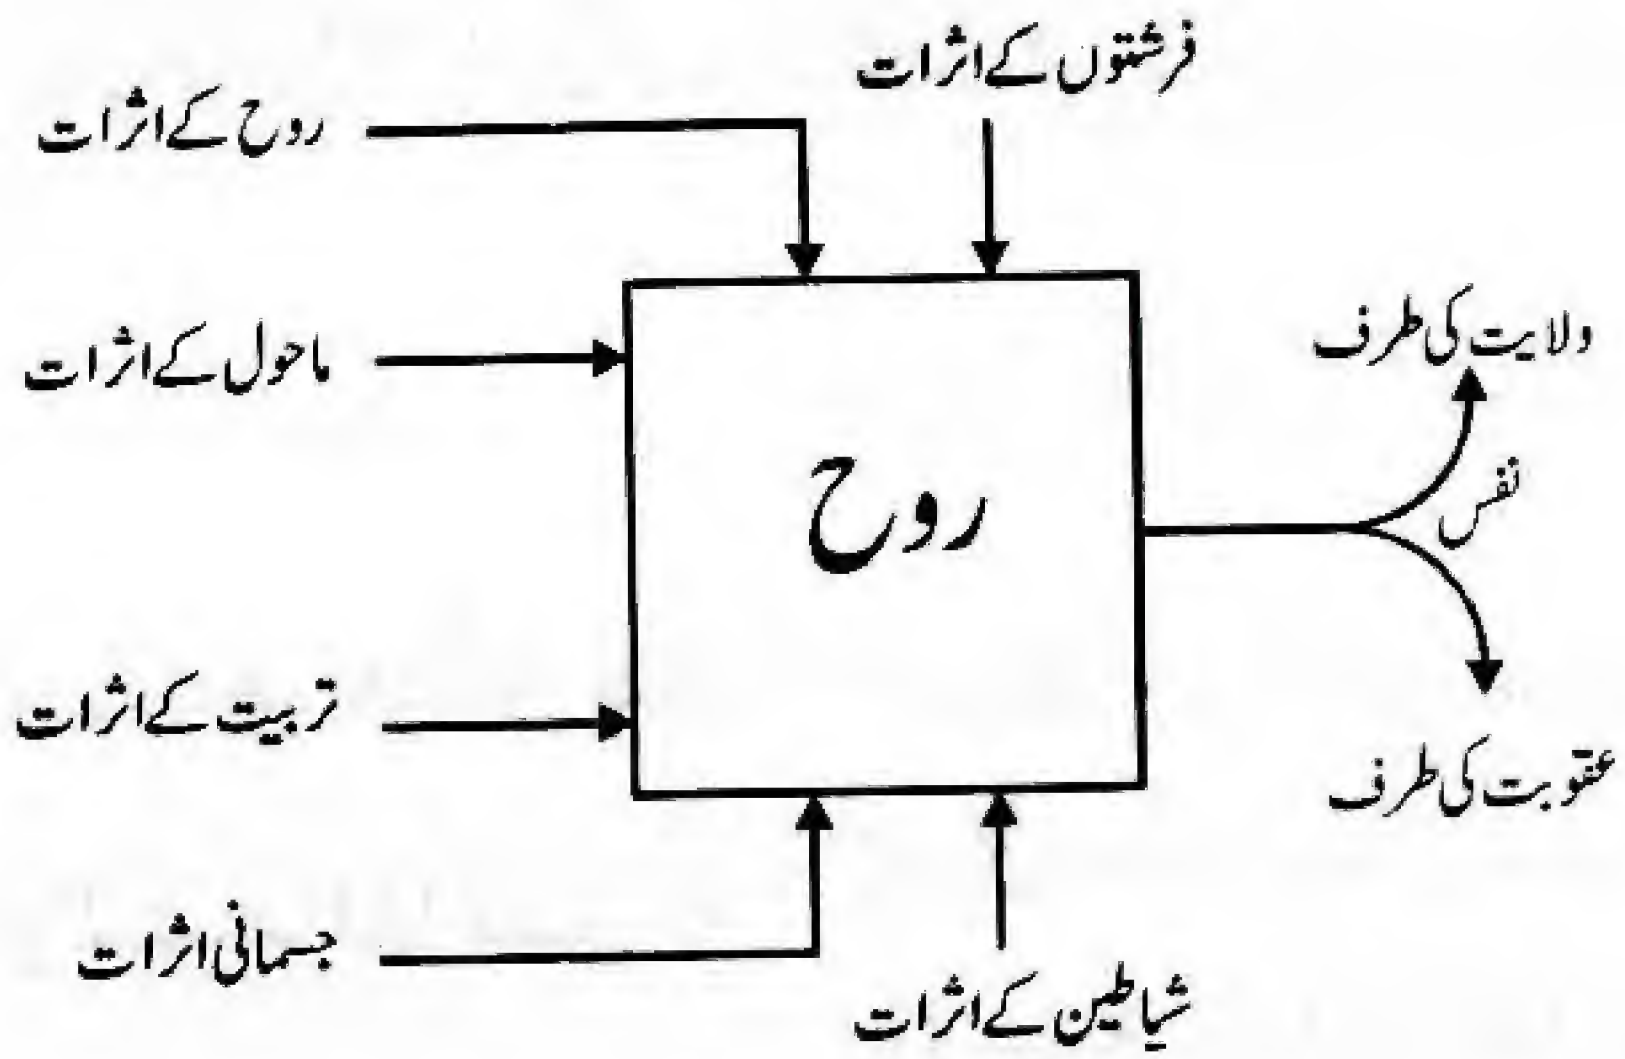 فرشتوں کے اثرات
روح کے اثرات
ولایت کی طرف
ماحول کے اثرات
روح
نفس
تربیت کے اثرات
عقوبت کی طرف
جسمانی اثرات
شیاطین کے اثرات